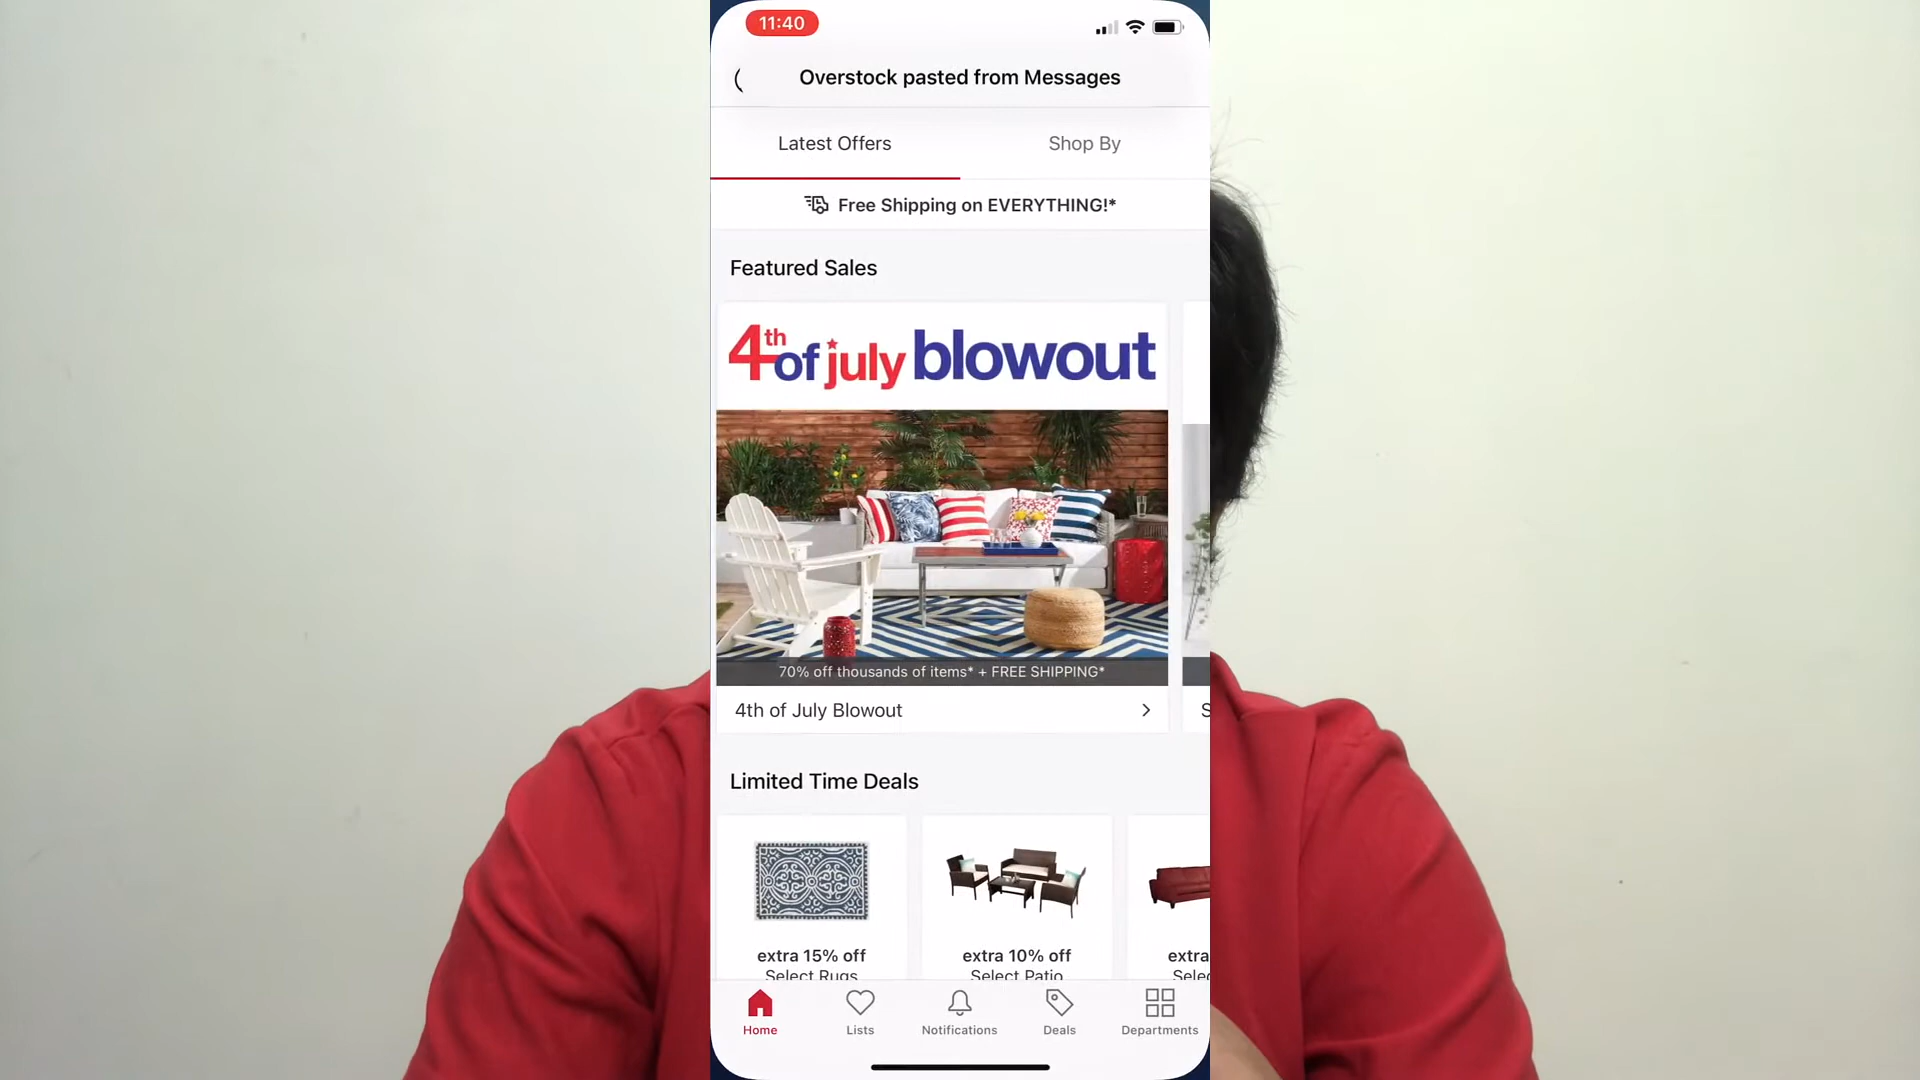 11:40
Overstock pasted from Messages
Latest Offers
Shop By
Free Shipping on EVERYTHING!*
Featured Sales
4th of july blowout
70% off thousands of items* + FREE SHIPPING*
4th of July Blowout
S
Limited Time Deals
extra 15% off
Select Rugs
extra 10% off
Select Patio
extra
Selec
Home
Lists
Notifications
Deals
Departments